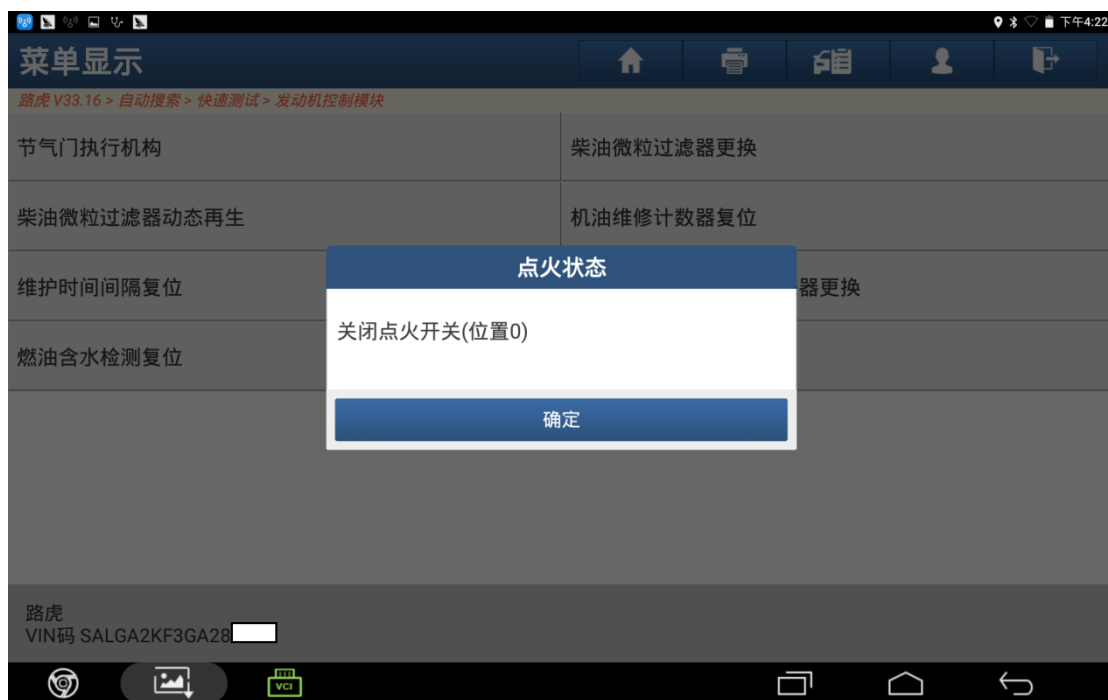 下午4:22
菜单显示
路虎 V33.16 > 自动搜索 > 快速测试 > 发动机控制模块
节气门执行机构
柴油微粒过滤器更换
柴油微粒过滤器动态再生
机油维修计数器复位
点火状态
维护时间间隔复位
器更换
关闭点火开关(位置0)
燃油含水检测复位
确定
路虎
VIN码 SALGA2KF3GA28
VCI